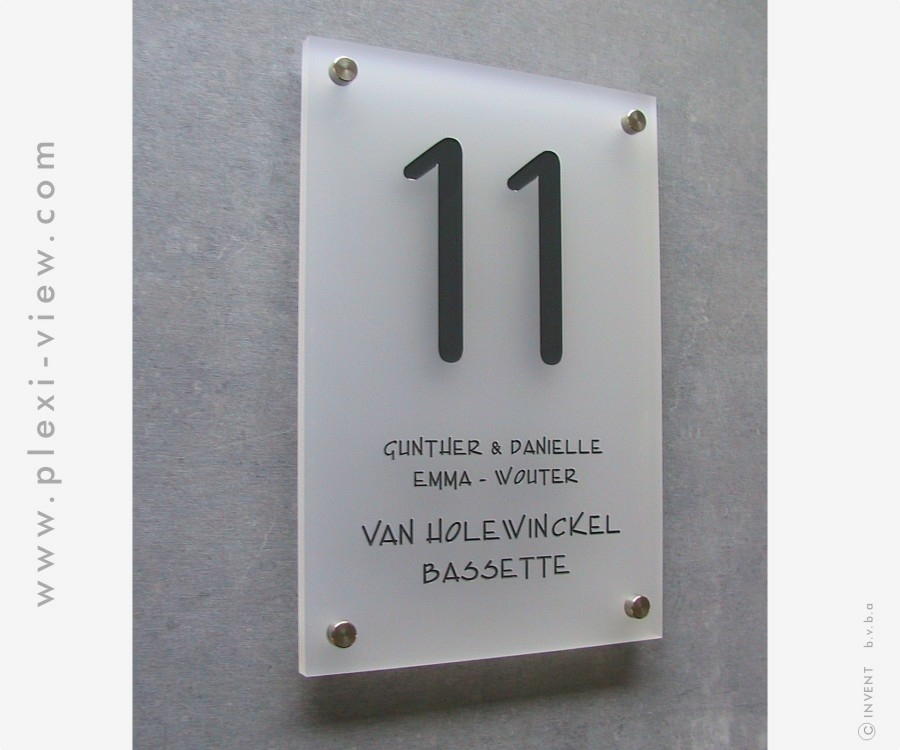 www.plexi-view.com
11
GUNTHER & DANIELLE
EMMA - WOUTER
VAN HOLEWINCKEL
BASSETTE
© INVENT b.v.b.a